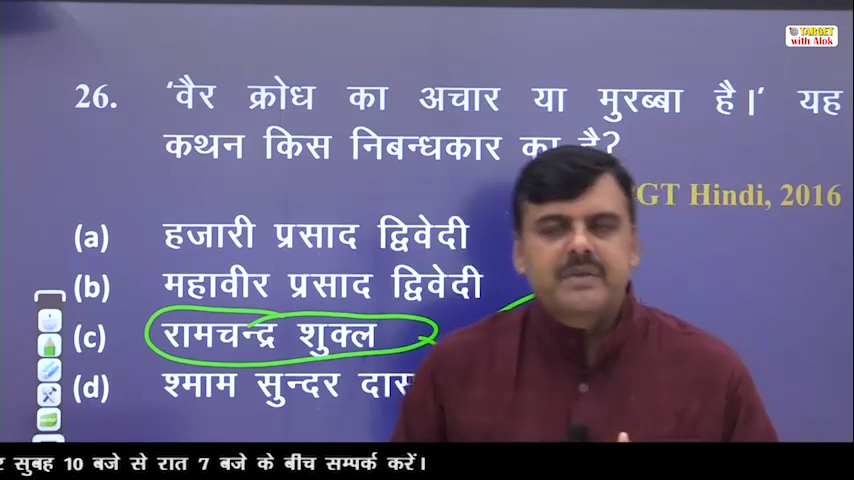 TARGET
with Alok
26. 'वैर क्रोध का अचार या मुरब्बा है।' यह
कथन किस निबन्धकार का है?
GT Hindi, 2016
(a) हजारी प्रसाद द्विवेदी
(b) महावीर प्रसाद द्विवेदी
(c) रामचन्द्र शुक्ल
(d) श्माम सुन्दर दास
सुबह 10 बजे से रात 7 बजे के बीच सम्पर्क करें।